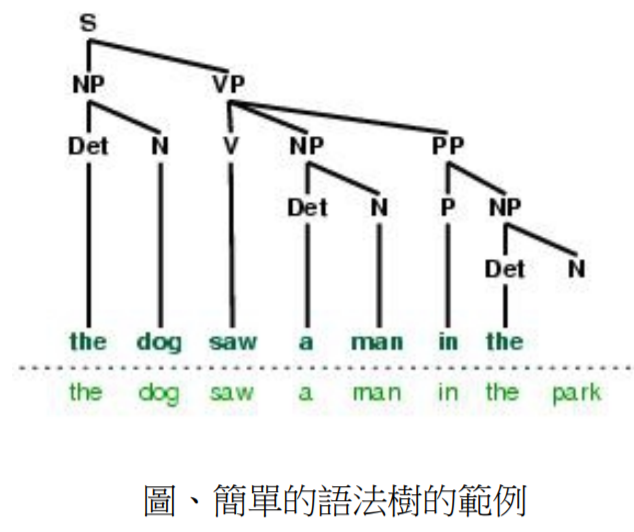 S
NP VP
Det N V NP PP
Det N P NP
Det N
the dog saw a man in the
the dog saw a man in the park
圖、簡單的語法樹的範例